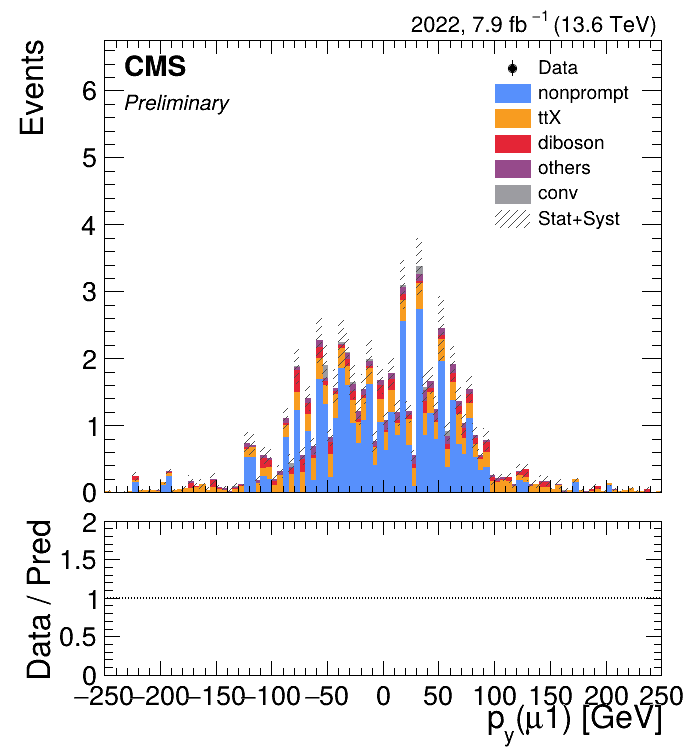 2022, 7.9 fb⁻¹ (13.6 TeV)
CMS
Preliminary
Events
Data
nonprompt
ttX
diboson
others
conv
Stat+Syst
6
5
4
3
2
1
0
Data / Pred
2
1.5
1
0.5
0
−250 −200 −150 −100 −50 0 50 100 150 200 250
p_y(μ1) [GeV]